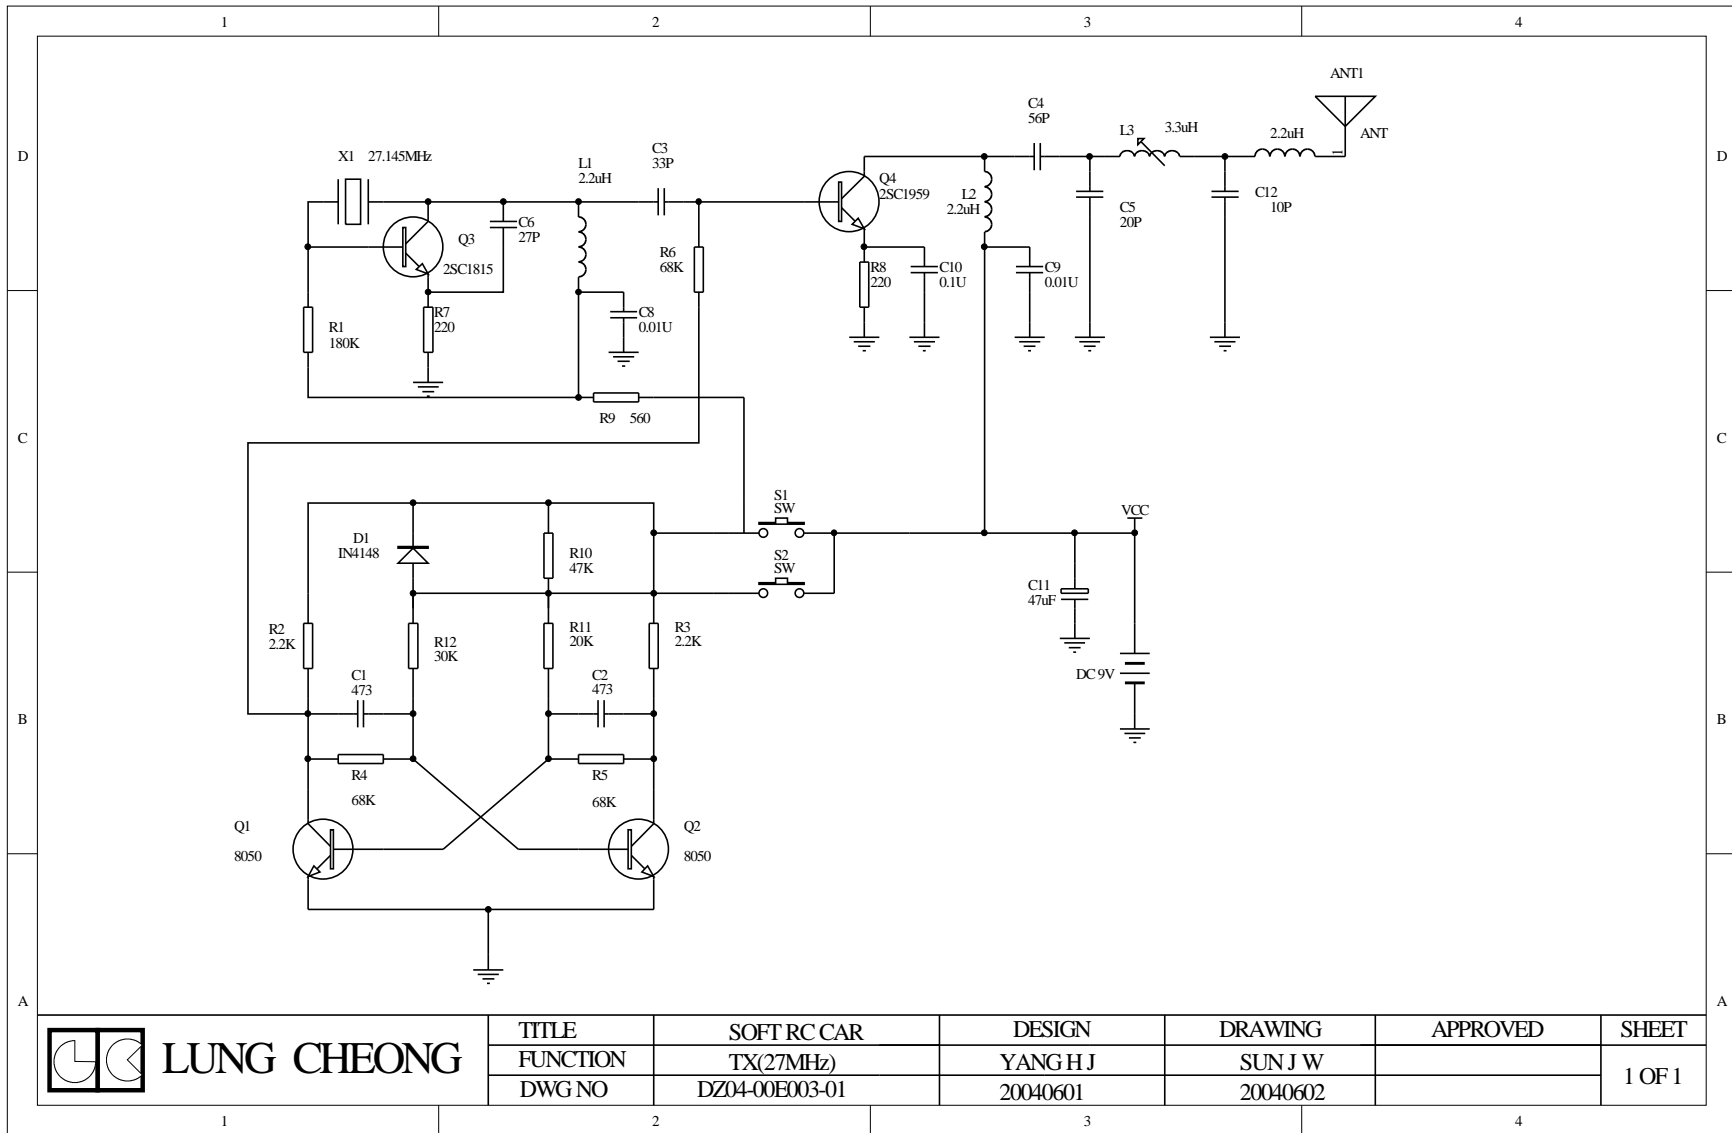 1 2 3 4
ANT1
C4
56P
L3 3.3uH
2.2uH
ANT
1
D D
X1 27.145MHz
C3
33P
L1
2.2uH
Q4
2SC1959
L2
2.2uH
C5
20P
C12
10P
C6
27P
Q3
2SC1815
R6
68K
R8
220
C10
0.1U
C9
0.01U
R7
220
C8
0.01U
R1
180K
R9 560
C C
S1
SW
VCC
D1
IN4148
R10
47K
S2
SW
C11
47uF
R2
2.2K
R12
30K
R11
20K
R3
2.2K
C1
473
C2
473
DC 9V
B B
R4
68K
R5
68K
Q1
8050
Q2
8050
A A
LUNG CHEONG
TITLE SOFT RC CAR DESIGN DRAWING APPROVED SHEET
FUNCTION TX(27MHz) YANG H J SUN J W
1 OF 1
DWG NO DZ04-00E003-01 20040601 20040602
1 2 3 4